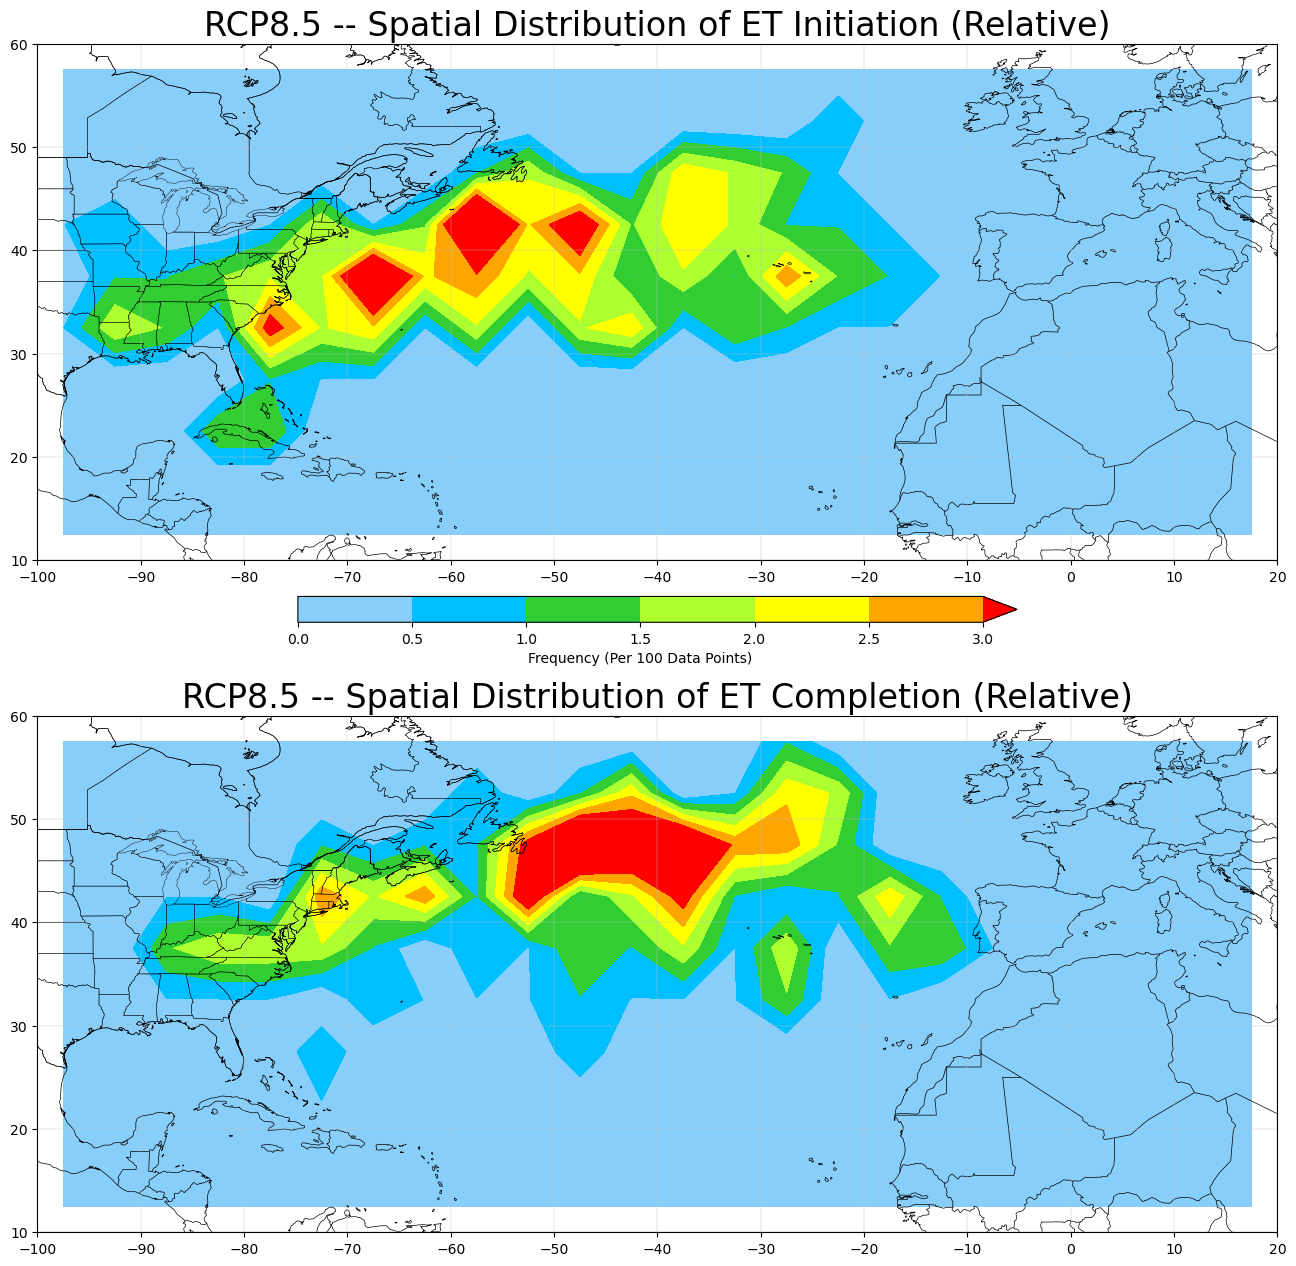 RCP8.5 -- Spatial Distribution of ET Initiation (Relative)
60
50
40
30
20
10
−100 −90 −80 −70 −60 −50 −40 −30 −20 −10 0 10 20
0.0 0.5 1.0 1.5 2.0 2.5 3.0
Frequency (Per 100 Data Points)
RCP8.5 -- Spatial Distribution of ET Completion (Relative)
60
50
40
30
20
10
−100 −90 −80 −70 −60 −50 −40 −30 −20 −10 0 10 20